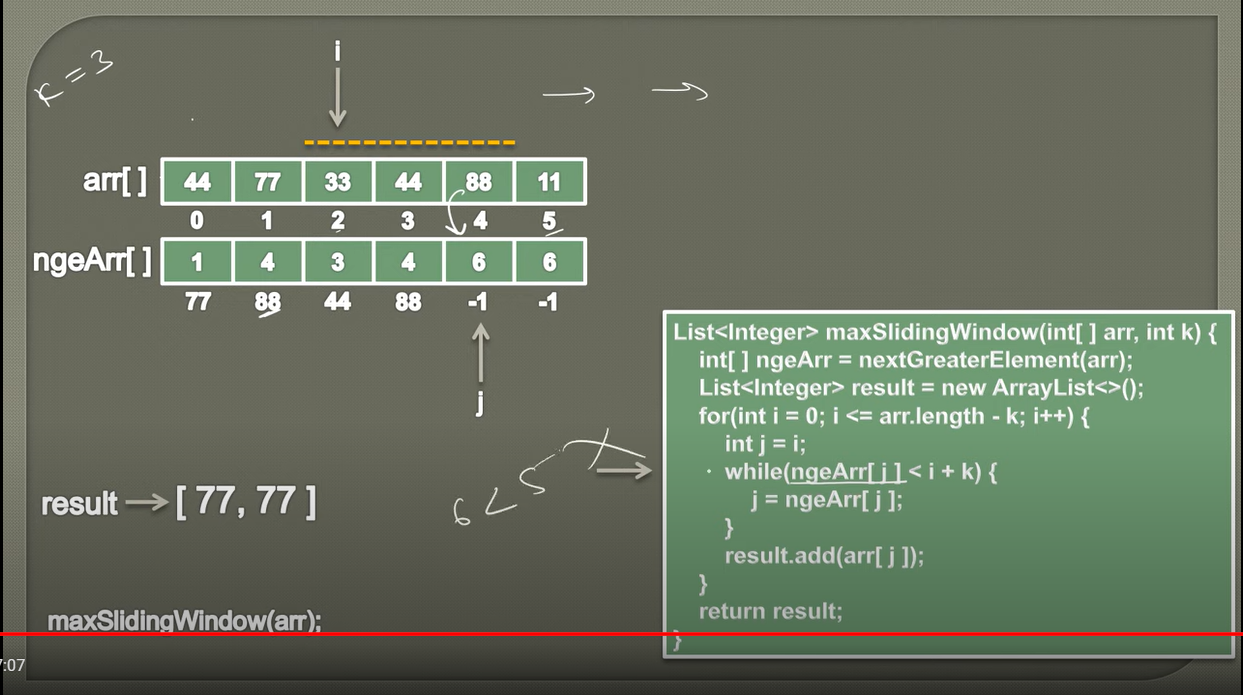 k = 3
i
arr[ ] 44 77 33 44 88 11
0 1 2 3 4 5
ngeArr[ ] 1 4 3 4 6 6
77 88 44 88 -1 -1
j
result → [ 77, 77 ]
6 < 5 X
maxSlidingWindow(arr);
List<Integer> maxSlidingWindow(int[ ] arr, int k) {
int[ ] ngeArr = nextGreaterElement(arr);
List<Integer> result = new ArrayList<>();
for(int i = 0; i <= arr.length - k; i++) {
int j = i;
while(ngeArr[ j ] < i + k) {
j = ngeArr[ j ];
}
result.add(arr[ j ]);
}
return result;
}
:07